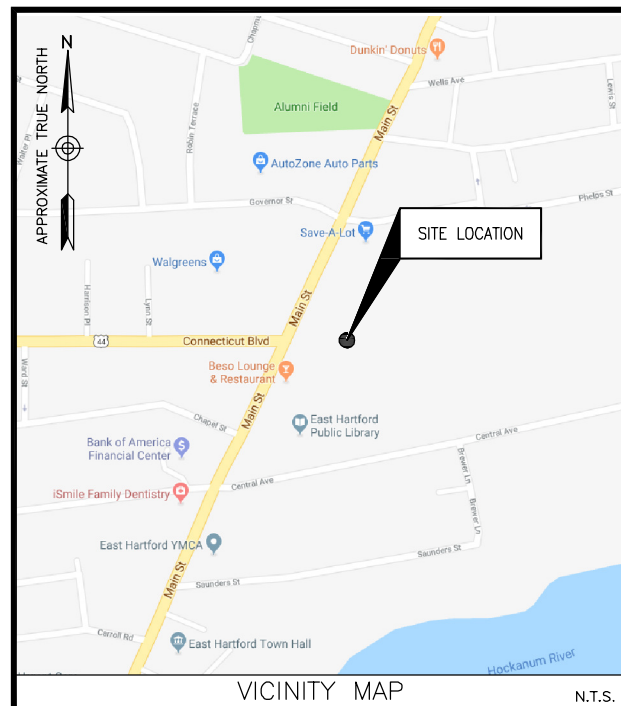 N
APPROXIMATE TRUE NORTH
Dunkin' Donuts
Wells Ave
Lewis St
Walter Pl
Robin Terrace
Alumni Field
Main St
AutoZone Auto Parts
Governor St
Phelps St
Save-A-Lot
SITE LOCATION
Walgreens
Harrison Pl
Lynn St
Main St
44
Connecticut Blvd
Ward St
Beso Lounge
& Restaurant
Main St
Chapel St
East Hartford
Public Library
Bank of America
Financial Center
Central Ave
Brewer Ln
iSmile Family Dentistry
Central Ave
Brewer Ln
East Hartford YMCA
Saunders St
Main St
Saunders St
Carroll Rd
East Hartford Town Hall
Hockanum River
VICINITY MAP
N.T.S.